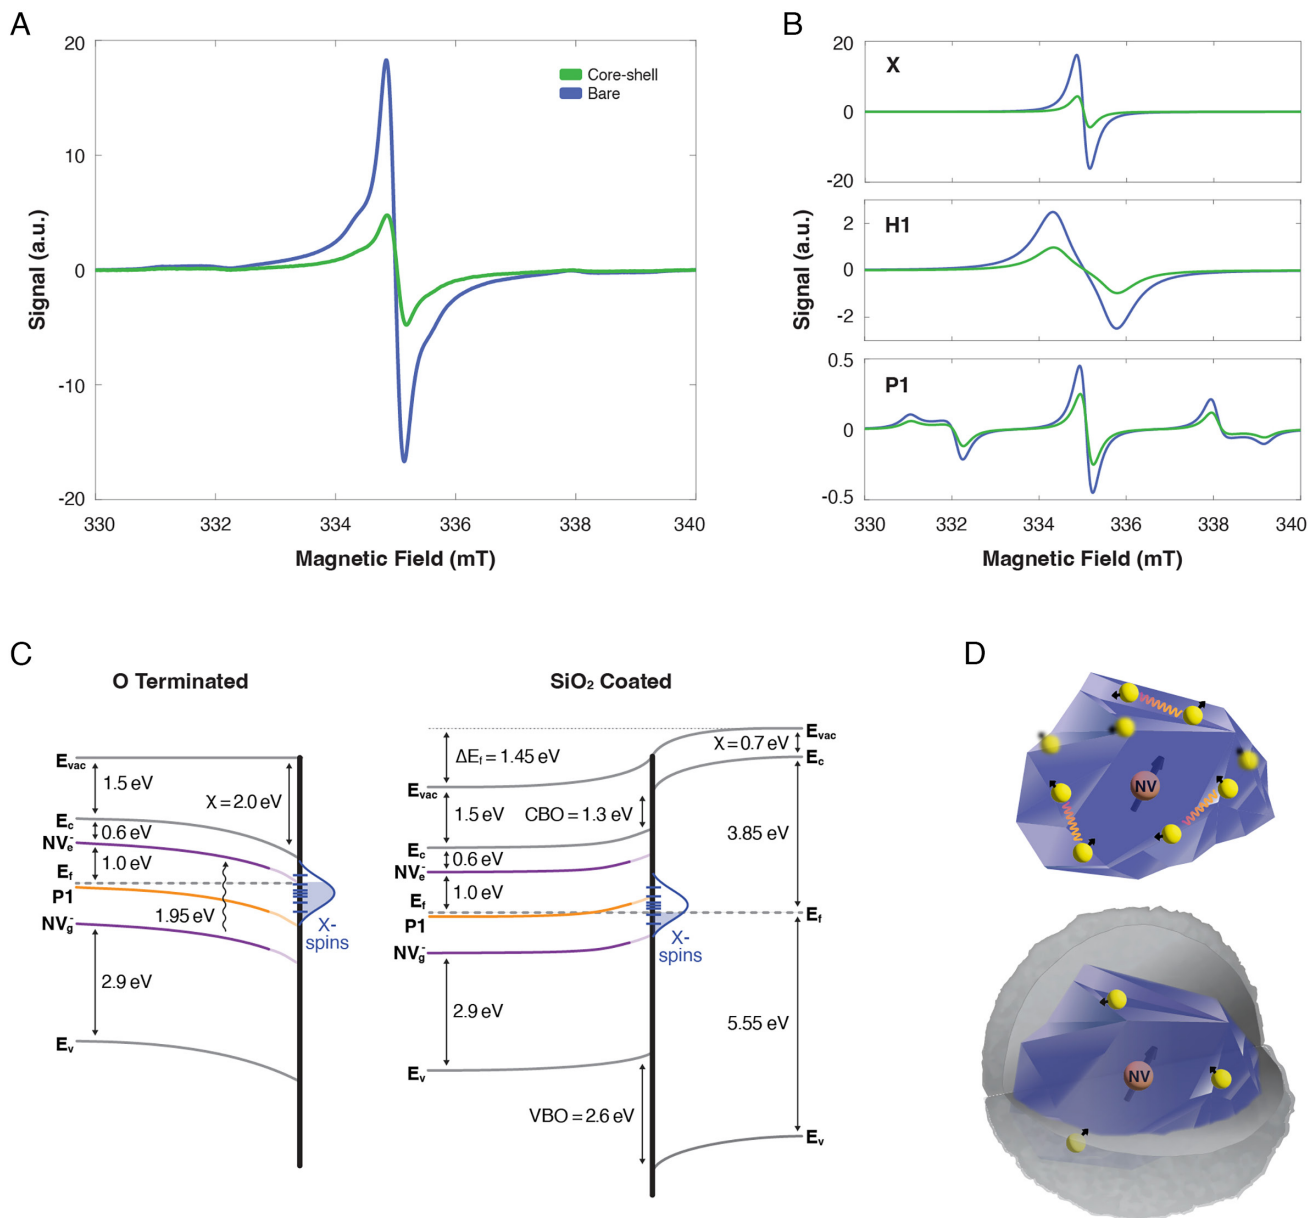 A
20
10
0
-10
-20
330
332
334
336
338
340
Signal (a.u.)
Magnetic Field (mT)
Core-shell
Bare
B
X
20
0
-20
H1
2
0
-2
P1
0.5
0
-0.5
330
332
334
336
338
340
Signal (a.u.)
Magnetic Field (mT)
C
O Terminated
Evac
1.5 eV
χ = 2.0 eV
Ec
0.6 eV
NVe-
1.0 eV
Ef
P1
1.95 eV
NVg-
X-
spins
2.9 eV
Ev
SiO2 Coated
Evac
χ = 0.7 eV
Ec
ΔEf = 1.45 eV
Evac
1.5 eV
CBO = 1.3 eV
3.85 eV
Ec
0.6 eV
NVe-
1.0 eV
Ef
Ef
P1
NVg-
X-
spins
2.9 eV
5.55 eV
Ev
VBO = 2.6 eV
Ev
D
NV
NV